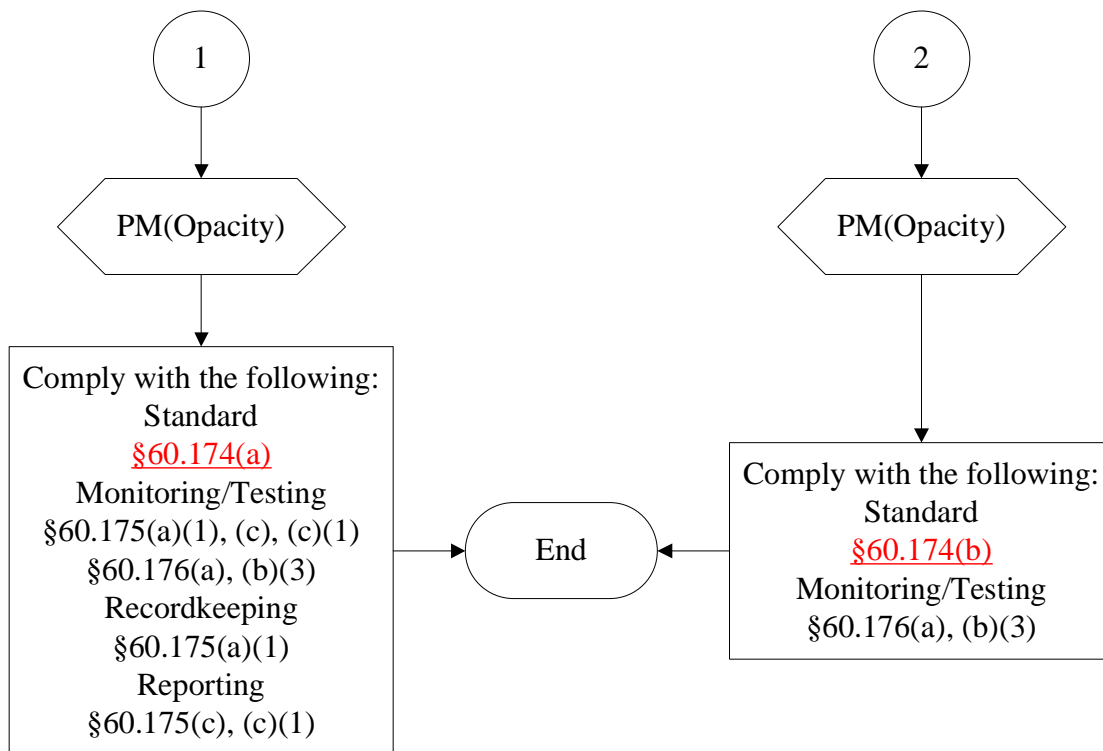 1
PM(Opacity)
Comply with the following:
Standard
§60.174(a)
Monitoring/Testing
§60.175(a)(1), (c), (c)(1)
§60.176(a), (b)(3)
Recordkeeping
§60.175(a)(1)
Reporting
§60.175(c), (c)(1)
End
2
PM(Opacity)
Comply with the following:
Standard
§60.174(b)
Monitoring/Testing
§60.176(a), (b)(3)